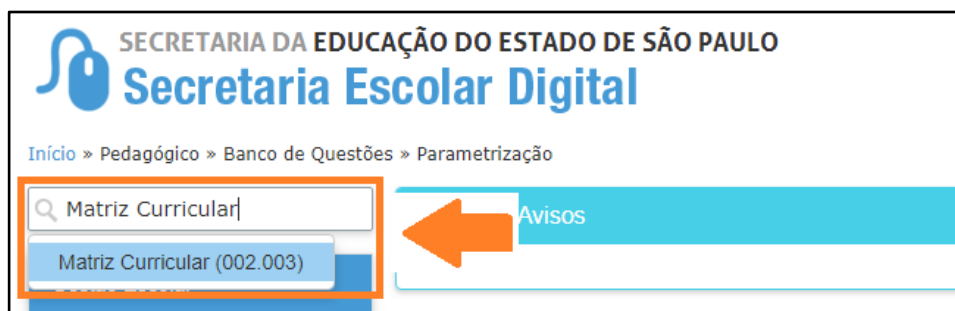 SECRETARIA DA EDUCAÇÃO DO ESTADO DE SÃO PAULO
Secretaria Escolar Digital
Início » Pedagógico » Banco de Questões » Parametrização
Matriz Curricular
Avisos
Matriz Curricular (002.003)